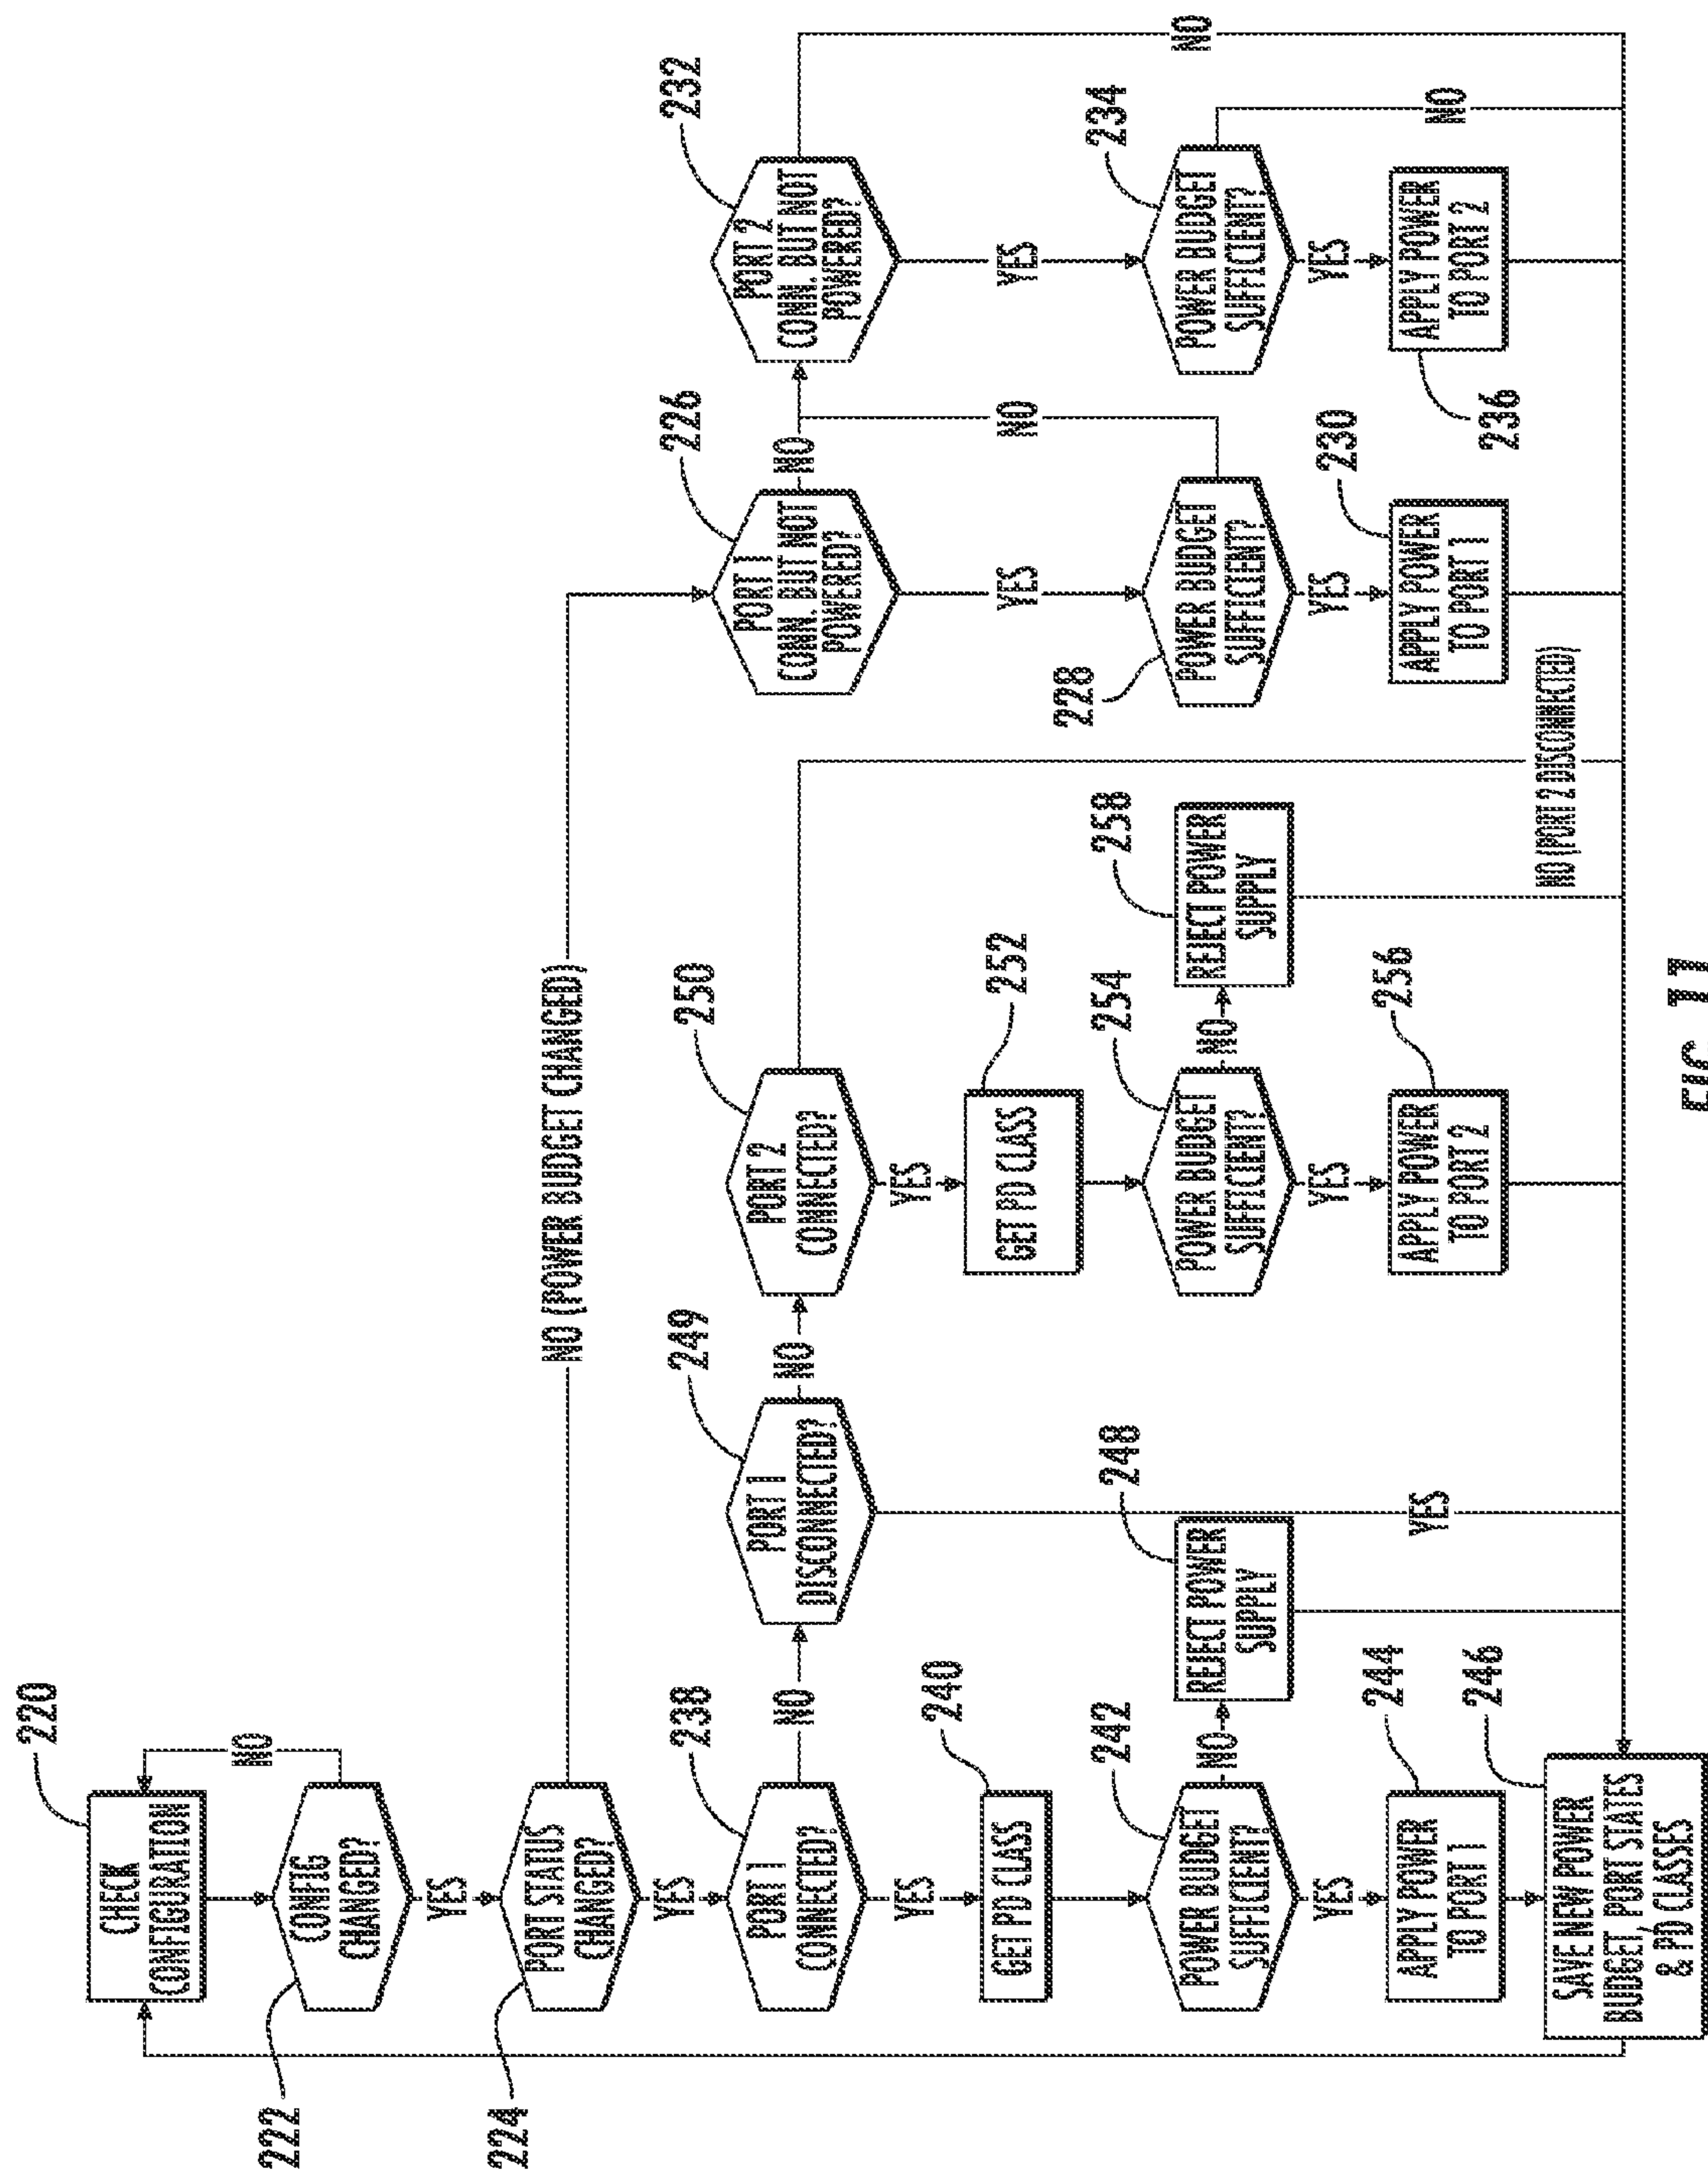 220
CHECK
CONFIGURATION
NO
222
CONFIG
CHANGED?
YES
224
PORT STATUS
CHANGED?
NO (POWER BUDGET CHANGED)
YES
238
PORT 1
CONNECTED?
NO
249
PORT 1
DISCONNECTED?
NO
250
PORT 2
CONNECTED?
226
PORT 1
CONN. BUT NOT
POWERED?
NO
232
PORT 2
CONN. BUT NOT
POWERED?
NO
YES
240
GET PD CLASS
YES
252
GET PD CLASS
YES
NO
YES
242
POWER BUDGET
SUFFICIENT?
NO
248
REJECT POWER
SUPPLY
254
POWER BUDGET
SUFFICIENT?
NO
258
REJECT POWER
SUPPLY
228
POWER BUDGET
SUFFICIENT?
234
POWER BUDGET
SUFFICIENT?
YES
YES
YES
YES
YES
NO
244
APPLY POWER
TO PORT 1
256
APPLY POWER
TO PORT 2
230
APPLY POWER
TO PORT 1
236
APPLY POWER
TO PORT 2
NO (PORT 2 DISCONNECTED)
246
SAVE NEW POWER
BUDGET, PORT STATES
& PD CLASSES
FIG. 11